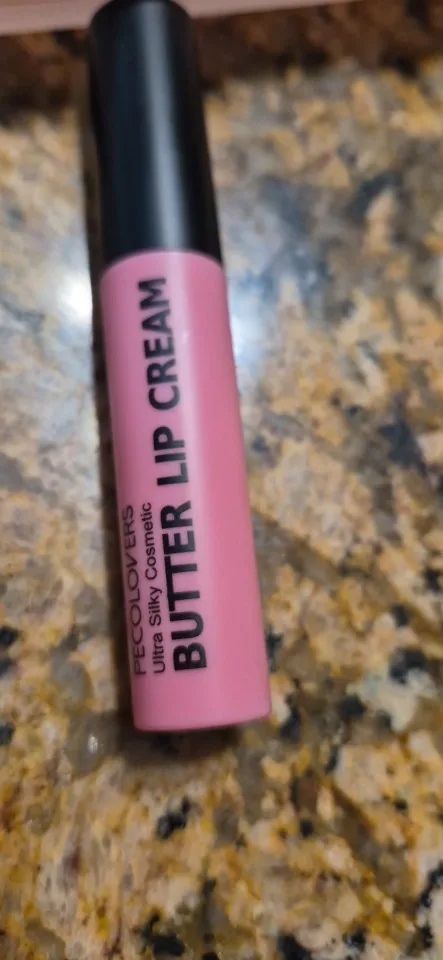 PECOLOVERS
Ultra Silky Cosmetic
BUTTER LIP CREAM